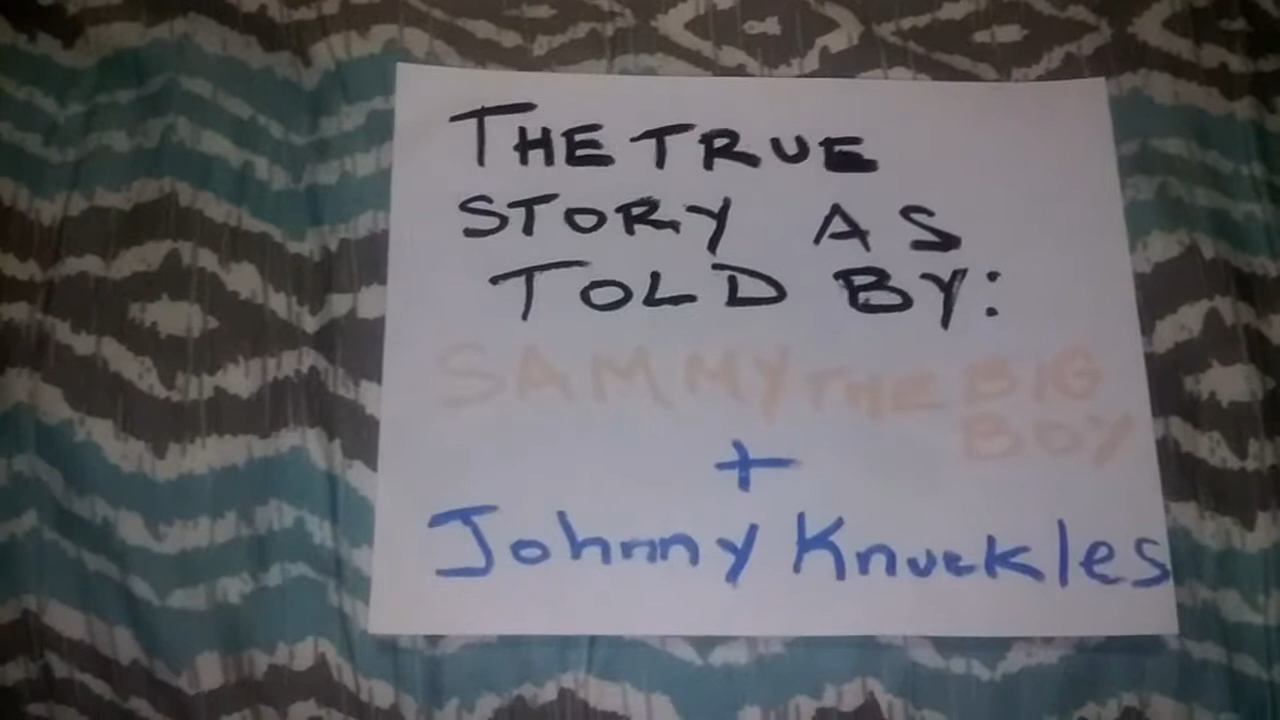 THE TRUE
STORY AS
TOLD BY:
SAMMY THE BIG
BOY
+
Johnny Knuckles